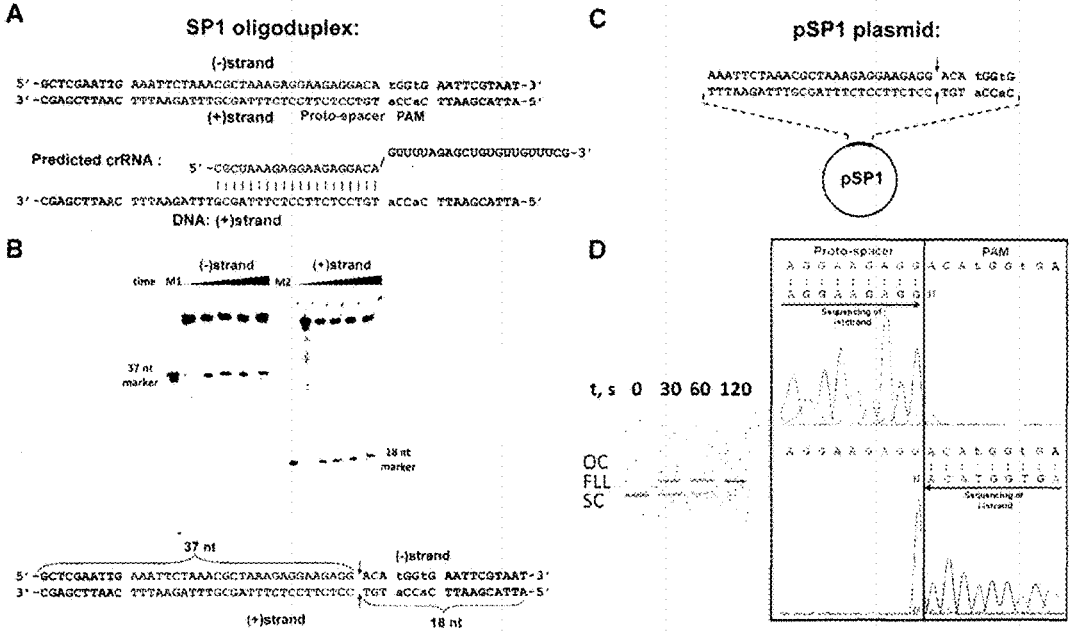 A
SP1 oligoduplex:
(-)strand
5'-GCTCGAATTG AAATTCTAAACGCTAAAGAGGAAGAGGACA tGGtG AATTCGTAAT-3'
3'-CGAGCTTAAC TTTAAGATTTGCGATTTCTCCTTCTCCTGT aCCaC TTAAGCATTA-5'
(+)strand Proto-spacer PAM
Predicted crRNA :
GUUUUAGAGCUGUGUUGUUUCG-3'
5'-CGCUAAAGAGGAAGAGGACA
3'-CGAGCTTAAC TTTAAGATTTGCGATTTCTCCTTCTCCTGT aCCaC TTAAGCATTA-5'
DNA: (+)strand
B
(-)strand (+)strand
time M1 M2
37 nt
marker
18 nt
marker
37 nt
(-)strand
5'-GCTCGAATTG AAATTCTAAACGCTAAAGAGGAAGAGG ACA tGGtG AATTCGTAAT-3'
3'-CGAGCTTAAC TTTAAGATTTGCGATTTCTCCTTCTCC TGT aCCaC TTAAGCATTA-5'
(+)strand
18 nt
C
pSP1 plasmid:
AAATTCTAAACGCTAAAGAGGAAGAGG ACA tGGtG
TTTAAGATTTGCGATTTCTCCTTCTCC TGT aCCaC
pSP1
D
t, s 0 30 60 120
OC
FLL
SC
Proto-spacer PAM
A G G A A G A G G A C A t G G t G A
A G G A A G A G G N
Sequencing of
(+)strand
A G G A A G A G G A C A t G G t G A
N A C A T G G T G A
Sequencing of
(-)strand